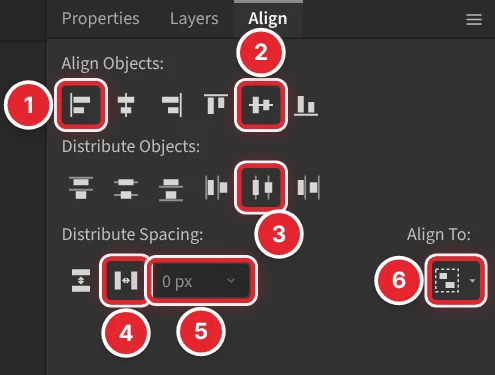 Properties Layers Align
2
Align Objects:
1
Distribute Objects:
3
Distribute Spacing: Align To:
0 px
6
4 5